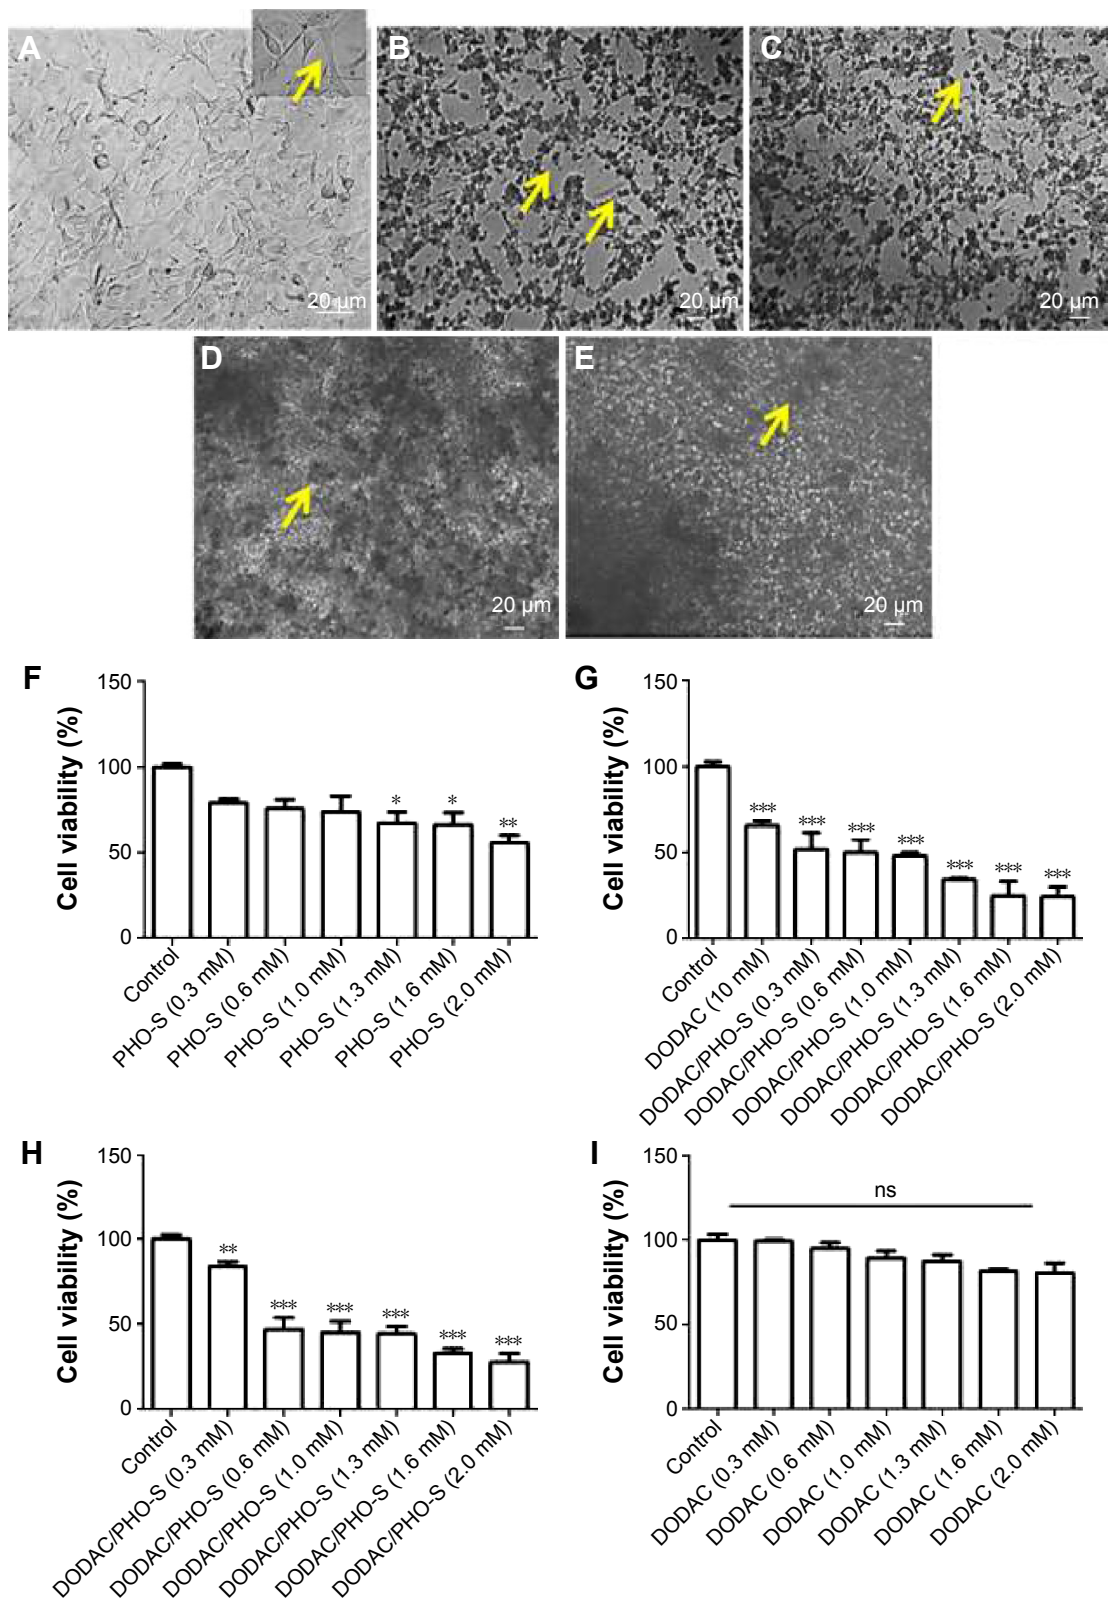 A
B
C
20 µm
20 µm
20 µm
D
E
20 µm
20 µm
F
Cell viability (%)
150
100
50
0
*
*
**
Control
PHO-S (0.3 mM)
PHO-S (0.6 mM)
PHO-S (1.0 mM)
PHO-S (1.3 mM)
PHO-S (1.6 mM)
PHO-S (2.0 mM)
G
Cell viability (%)
150
100
50
0
***
***
***
***
***
***
***
Control
DODAC (10 mM)
DODAC/PHO-S (0.3 mM)
DODAC/PHO-S (0.6 mM)
DODAC/PHO-S (1.0 mM)
DODAC/PHO-S (1.3 mM)
DODAC/PHO-S (1.6 mM)
DODAC/PHO-S (2.0 mM)
H
Cell viability (%)
150
100
50
0
**
***
***
***
***
***
Control
DODAC/PHO-S (0.3 mM)
DODAC/PHO-S (0.6 mM)
DODAC/PHO-S (1.0 mM)
DODAC/PHO-S (1.3 mM)
DODAC/PHO-S (1.6 mM)
DODAC/PHO-S (2.0 mM)
I
Cell viability (%)
150
100
50
0
ns
Control
DODAC (0.3 mM)
DODAC (0.6 mM)
DODAC (1.0 mM)
DODAC (1.3 mM)
DODAC (1.6 mM)
DODAC (2.0 mM)